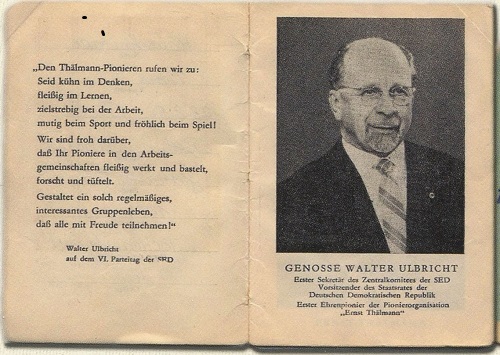 „Den Thälmann-Pionieren rufen wir zu:
Seid kühn im Denken,
fleißig im Lernen,
zielstrebig bei der Arbeit,
mutig beim Sport und fröhlich beim Spiel!
Wir sind froh darüber,
daß Ihr Pioniere in den Arbeits-
gemeinschaften fleißig werkt und bastelt,
forscht und tüftelt.
Gestaltet ein solch regelmäßiges,
interessantes Gruppenleben,
daß alle mit Freude teilnehmen!“
Walter Ulbricht
auf dem VI. Parteitag der SED
GENOSSE WALTER ULBRICHT
Erster Sekretär des Zentralkomitees der SED
Vorsitzender des Staatsrates der
Deutschen Demokratischen Republik
Erster Ehrenpionier der Pionierorganisation
„Ernst Thälmann“